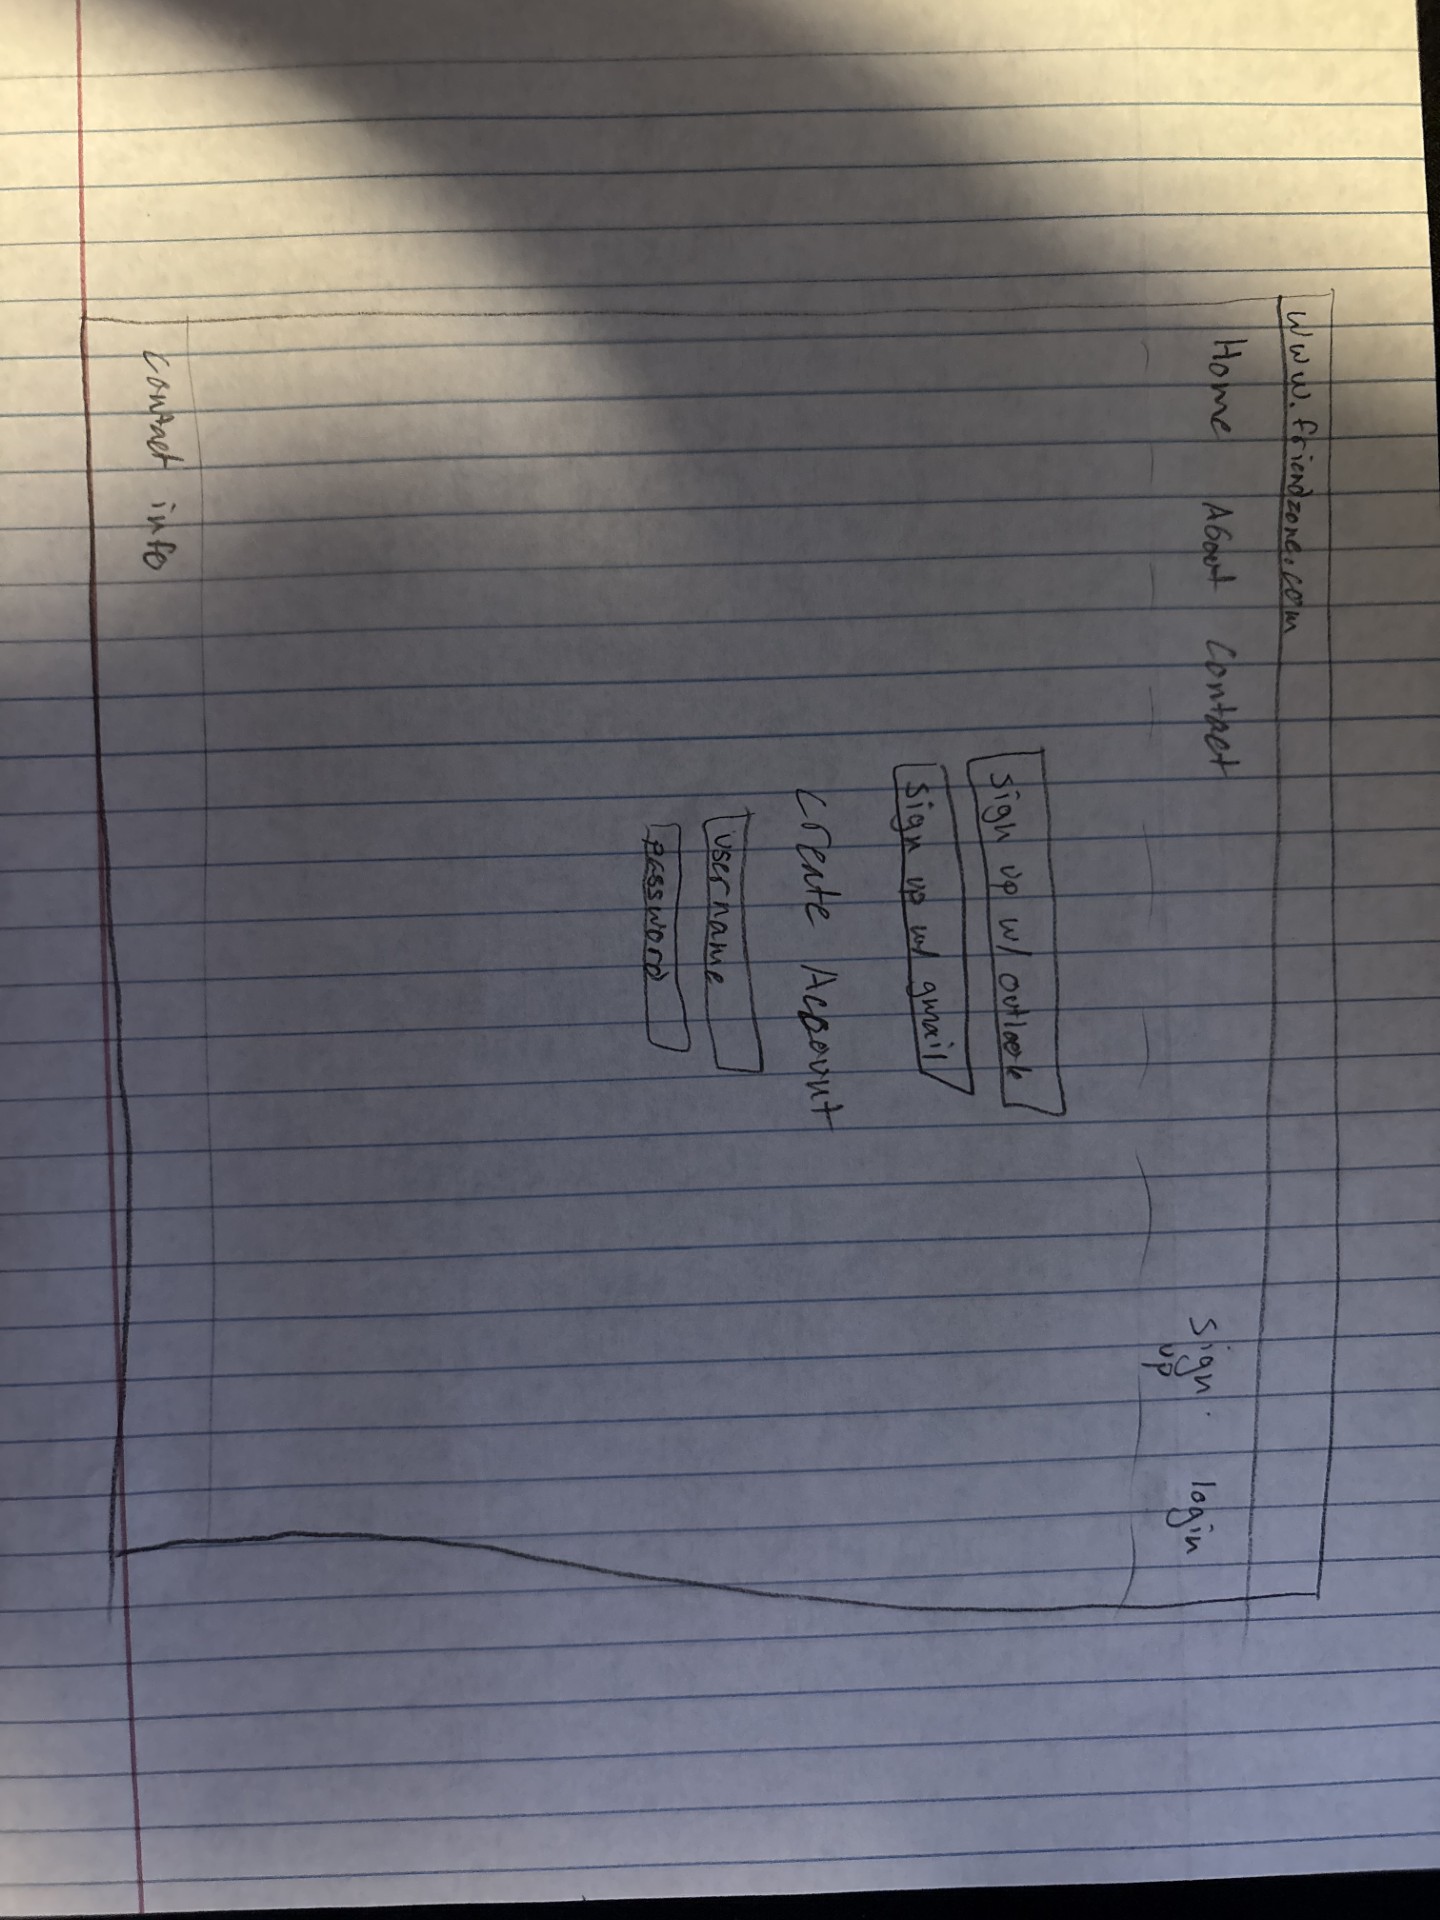 www.friendzone.com
Home About Contact Sign up login
Sign up w/ outlook
Sign up w/ gmail
Create Account
username
password
contact info